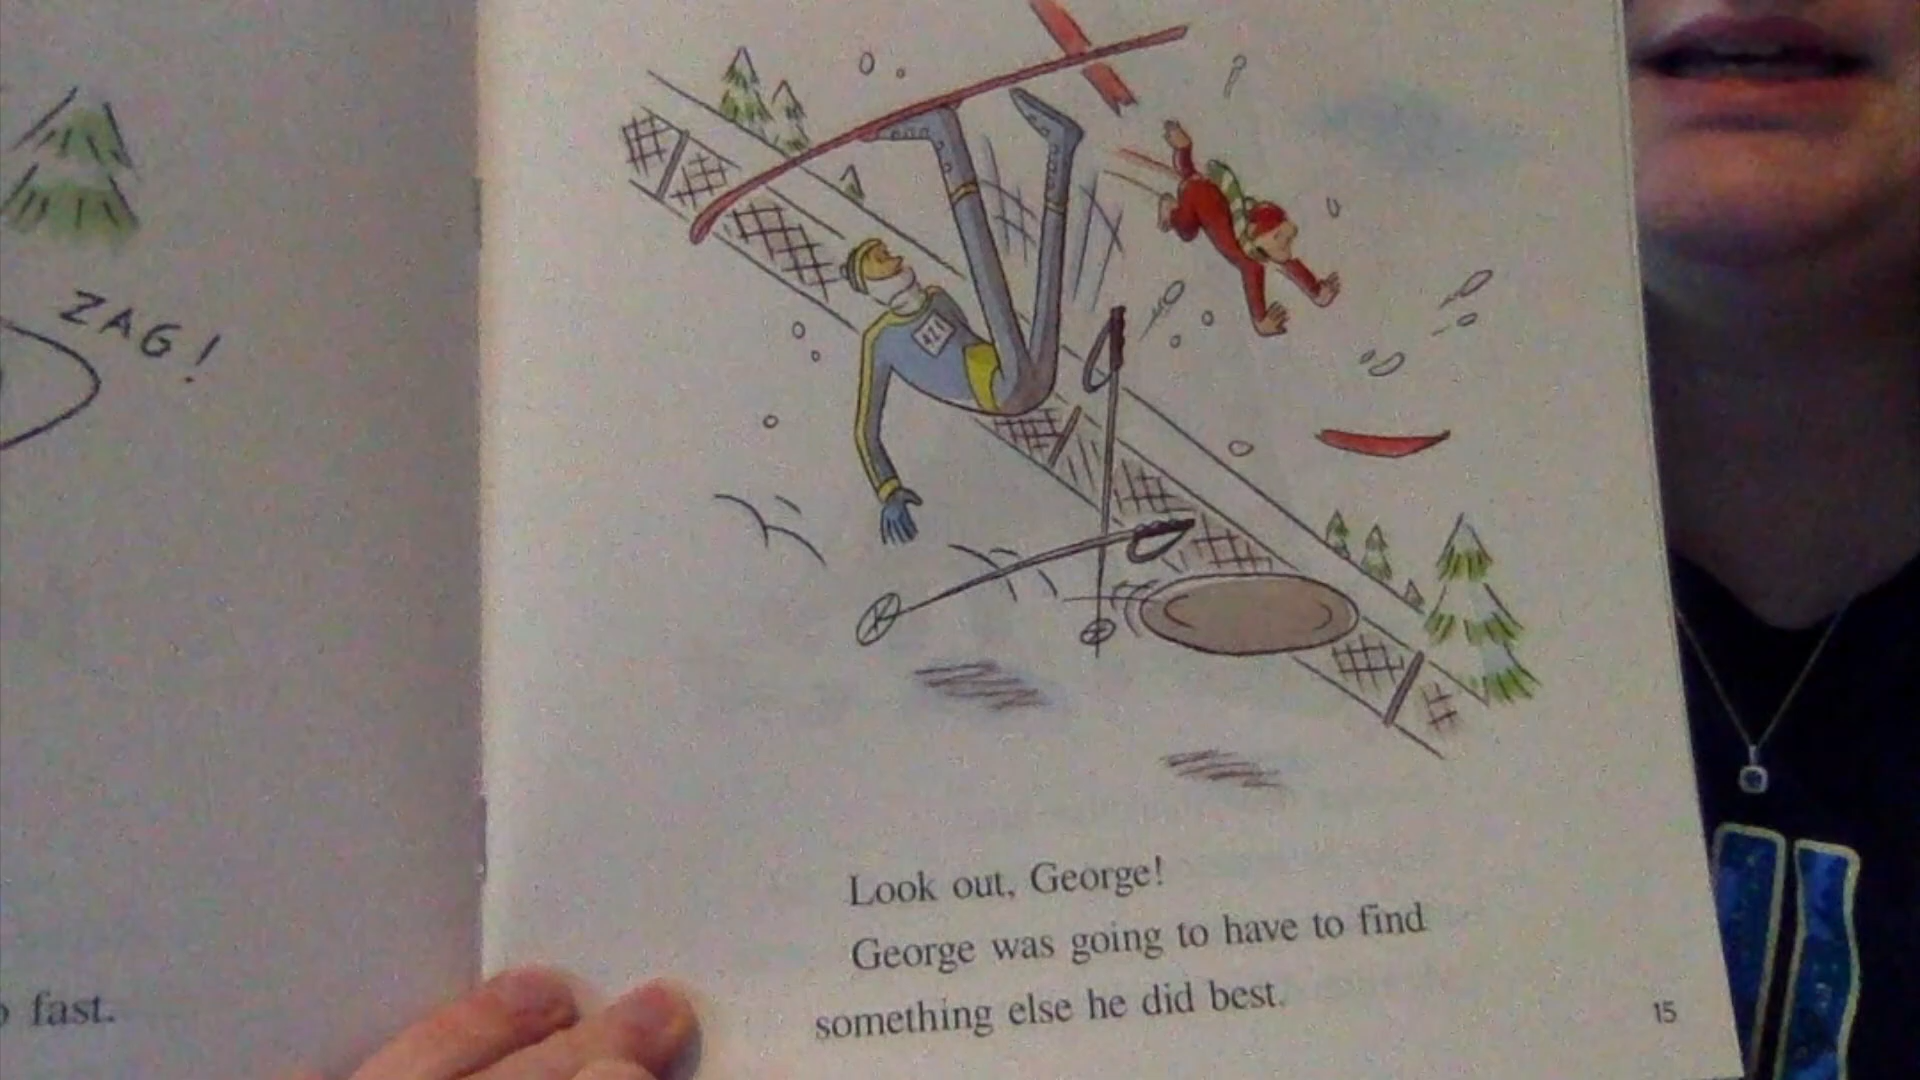 ZAG!
fast.
421
Look out, George!
George was going to have to find
something else he did best.
15